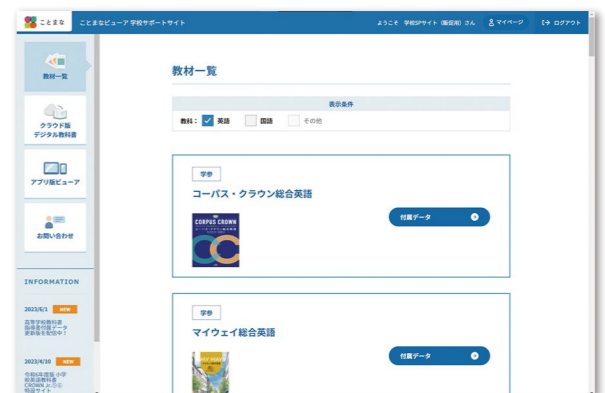 ことまな
ことまなビューア 学校サポートサイト
ようこそ 学校SPサイト（販促用）さん
マイページ
ログアウト
教材一覧
クラウド版
デジタル教科書
アプリ版ビューア
お問い合わせ
INFORMATION
2023/6/1 NEW
高等学校教科書
指導書付属データ
更新版を配信中！
2023/4/10 NEW
令和6年度版 小学
校英語教科書
CROWN Jr.⑤⑥
特設サイト
教材一覧
表示条件
教科： 英語 国語 その他
学参
コーパス・クラウン総合英語
CORPUS CROWN
付属データ
学参
マイウェイ総合英語
MY WAY
付属データ